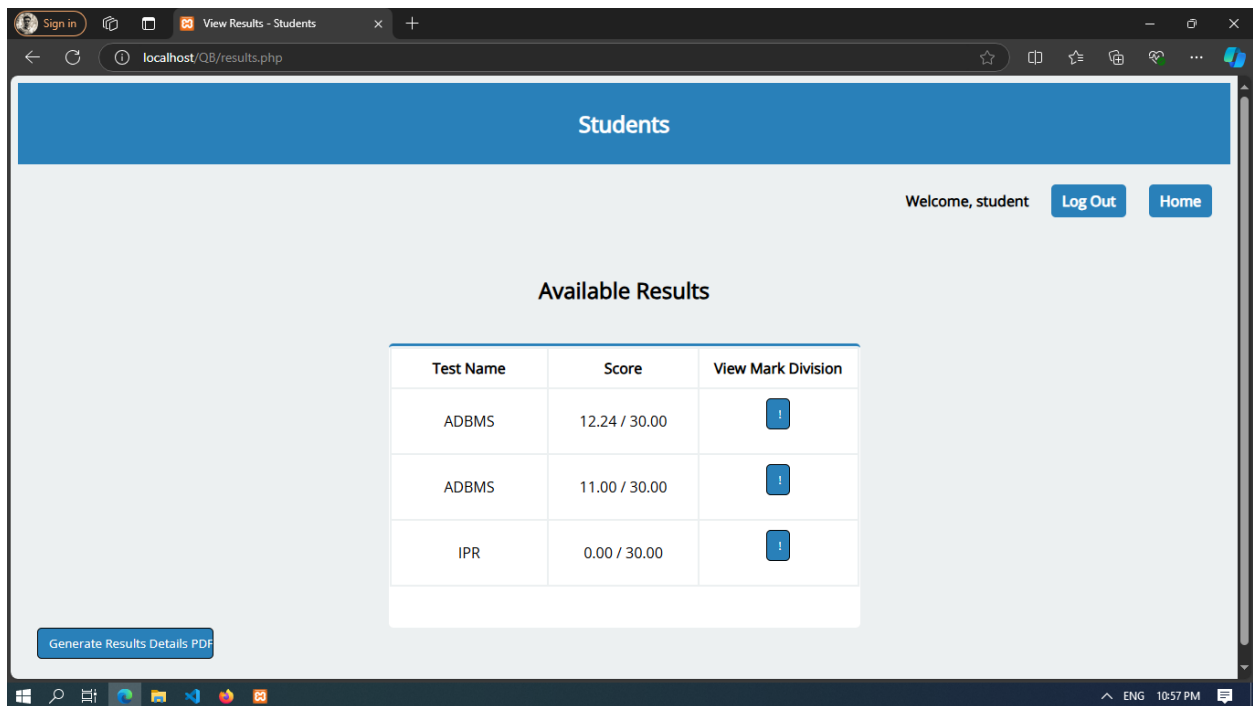 Sign in View Results - Students
localhost/QB/results.php
Students
Welcome, student Log Out Home
Available Results
Test Name Score View Mark Division
ADBMS 12.24 / 30.00 !
ADBMS 11.00 / 30.00 !
IPR 0.00 / 30.00 !
Generate Results Details PDF
ENG 10:57 PM